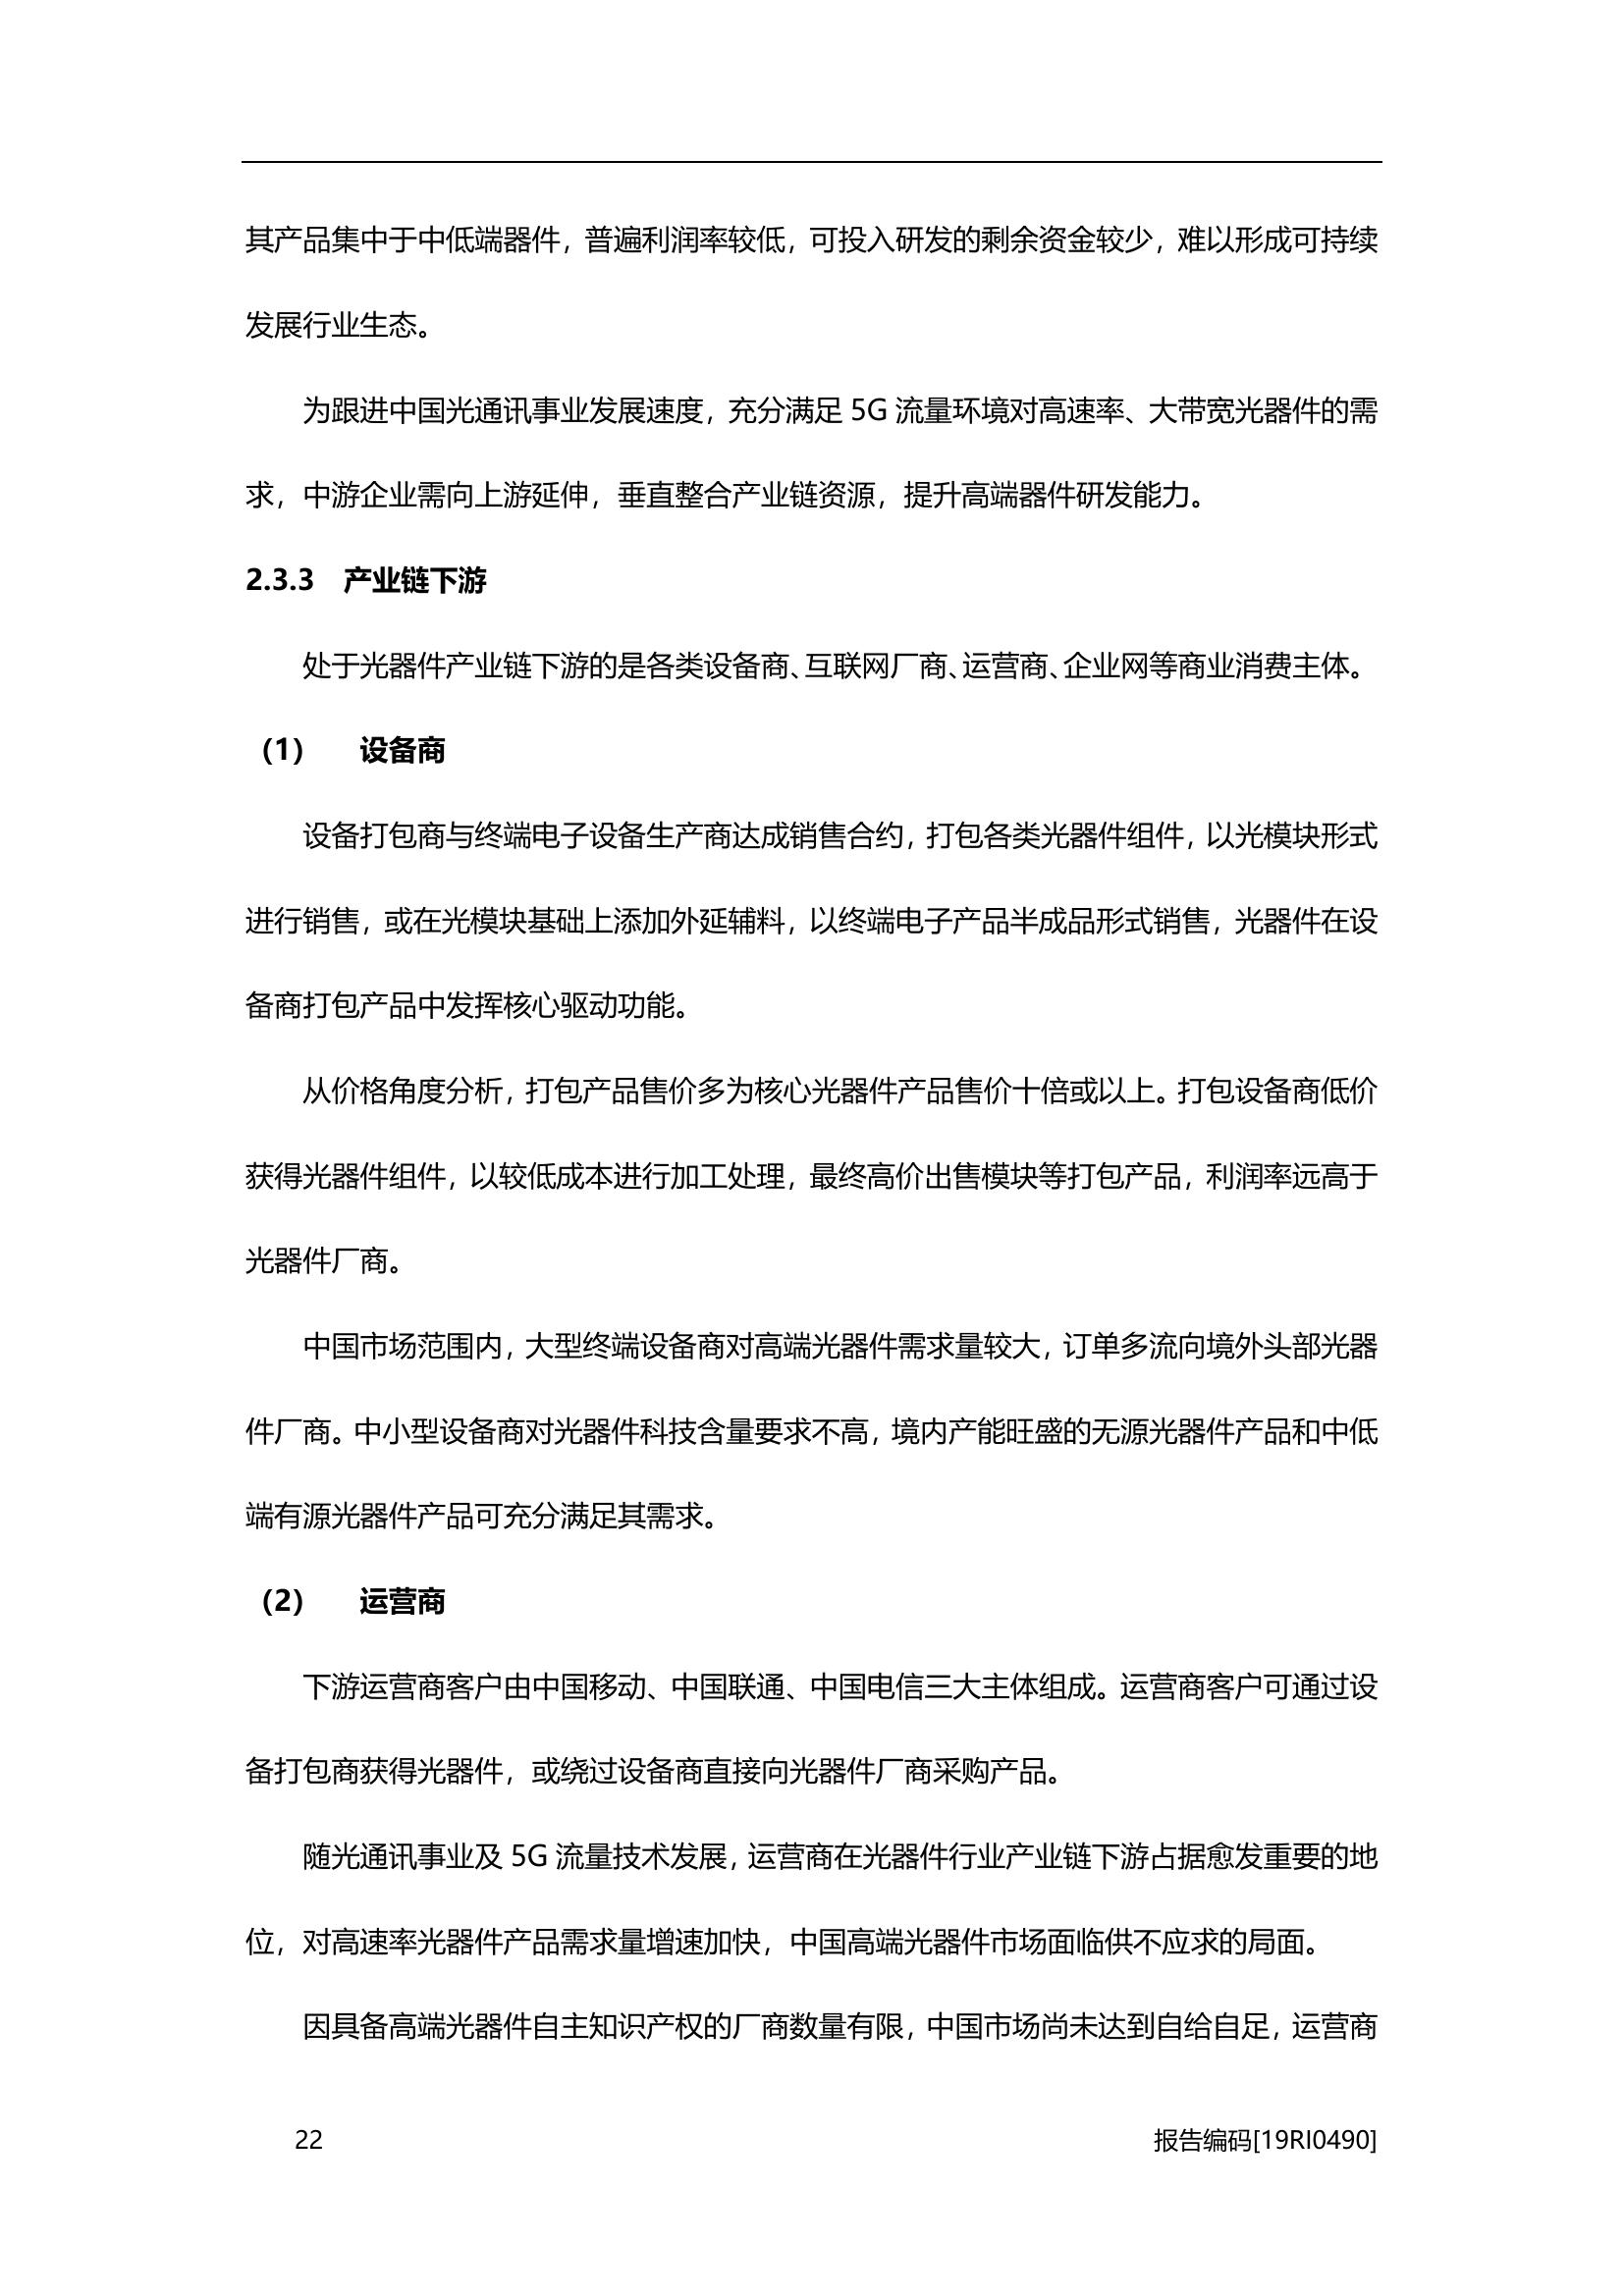 其产品集中于中低端器件，普遍利润率较低，可投入研发的剩余资金较少，难以形成可持续
发展行业生态。
为跟进中国光通讯事业发展速度，充分满足 5G 流量环境对高速率、大带宽光器件的需
求，中游企业需向上游延伸，垂直整合产业链资源，提升高端器件研发能力。
2.3.3 产业链下游
处于光器件产业链下游的是各类设备商、互联网厂商、运营商、企业网等商业消费主体。
（1） 设备商
设备打包商与终端电子设备生产商达成销售合约，打包各类光器件组件，以光模块形式
进行销售，或在光模块基础上添加外延辅料，以终端电子产品半成品形式销售，光器件在设
备商打包产品中发挥核心驱动功能。
从价格角度分析，打包产品售价多为核心光器件产品售价十倍或以上。打包设备商低价
获得光器件组件，以较低成本进行加工处理，最终高价出售模块等打包产品，利润率远高于
光器件厂商。
中国市场范围内，大型终端设备商对高端光器件需求量较大，订单多流向境外头部光器
件厂商。中小型设备商对光器件科技含量要求不高，境内产能旺盛的无源光器件产品和中低
端有源光器件产品可充分满足其需求。
（2） 运营商
下游运营商客户由中国移动、中国联通、中国电信三大主体组成。运营商客户可通过设
备打包商获得光器件，或绕过设备商直接向光器件厂商采购产品。
随光通讯事业及 5G 流量技术发展，运营商在光器件行业产业链下游占据愈发重要的地
位，对高速率光器件产品需求量增速加快，中国高端光器件市场面临供不应求的局面。
因具备高端光器件自主知识产权的厂商数量有限，中国市场尚未达到自给自足，运营商
22 报告编码[19RI0490]